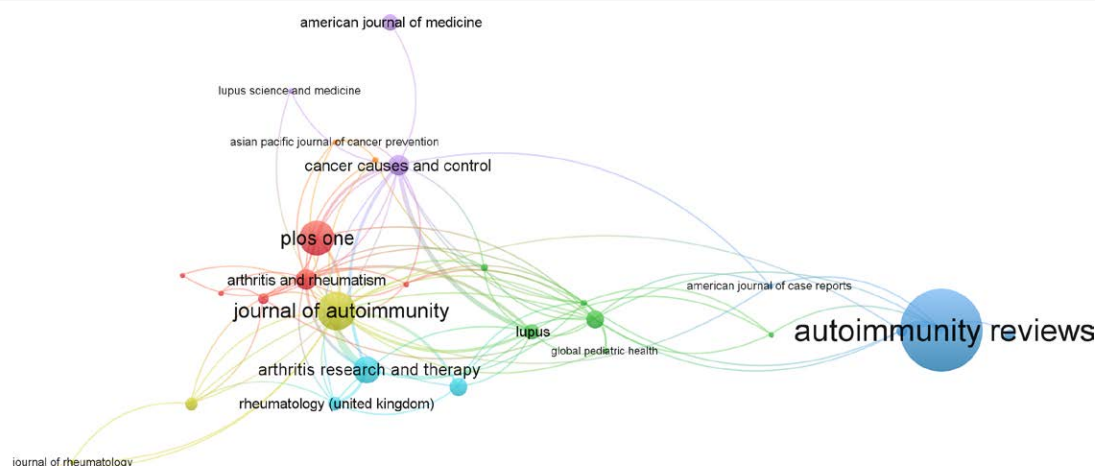 american journal of medicine
lupus science and medicine
asian pacific journal of cancer prevention
cancer causes and control
plos one
arthritis and rheumatism
american journal of case reports
journal of autoimmunity
lupus
autoimmunity reviews
global pediatric health
arthritis research and therapy
rheumatology (united kingdom)
journal of rheumatology